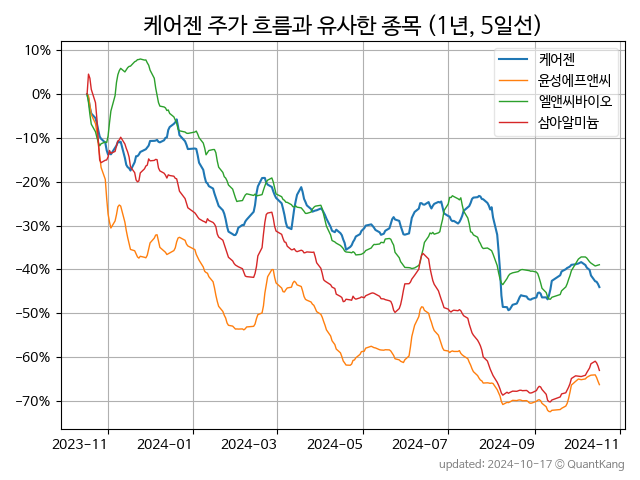 케어젠 주가 흐름과 유사한 종목 (1년, 5일선)
케어젠
윤성에프앤씨
엘앤씨바이오
삼아알미늄
10%
0%
−10%
−20%
−30%
−40%
−50%
−60%
−70%
2023-11
2024-01
2024-03
2024-05
2024-07
2024-09
2024-11
updated: 2024-10-17 © QuantKang